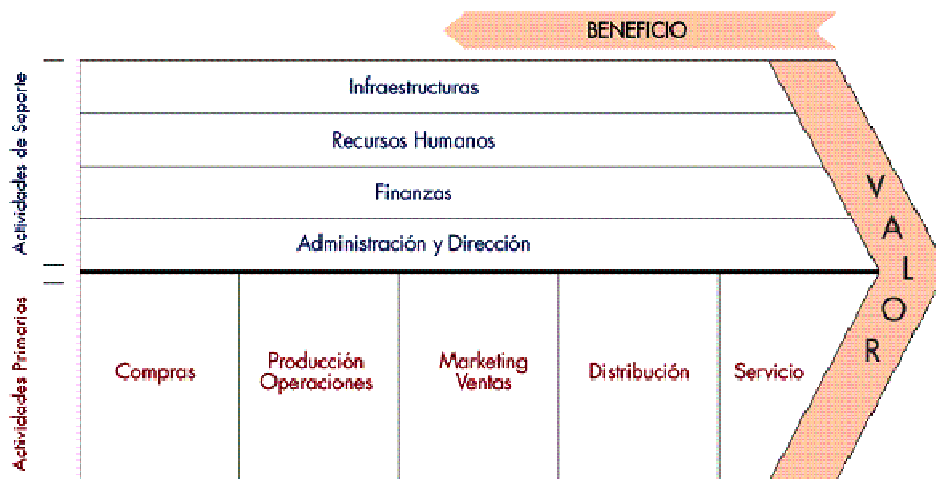 BENEFICIO
Actividades de Soporte
Infraestructuras
Recursos Humanos
Finanzas
Administración y Dirección
VALOR
Actividades Primarias
Compras
Producción
Operaciones
Marketing
Ventas
Distribución
Servicio